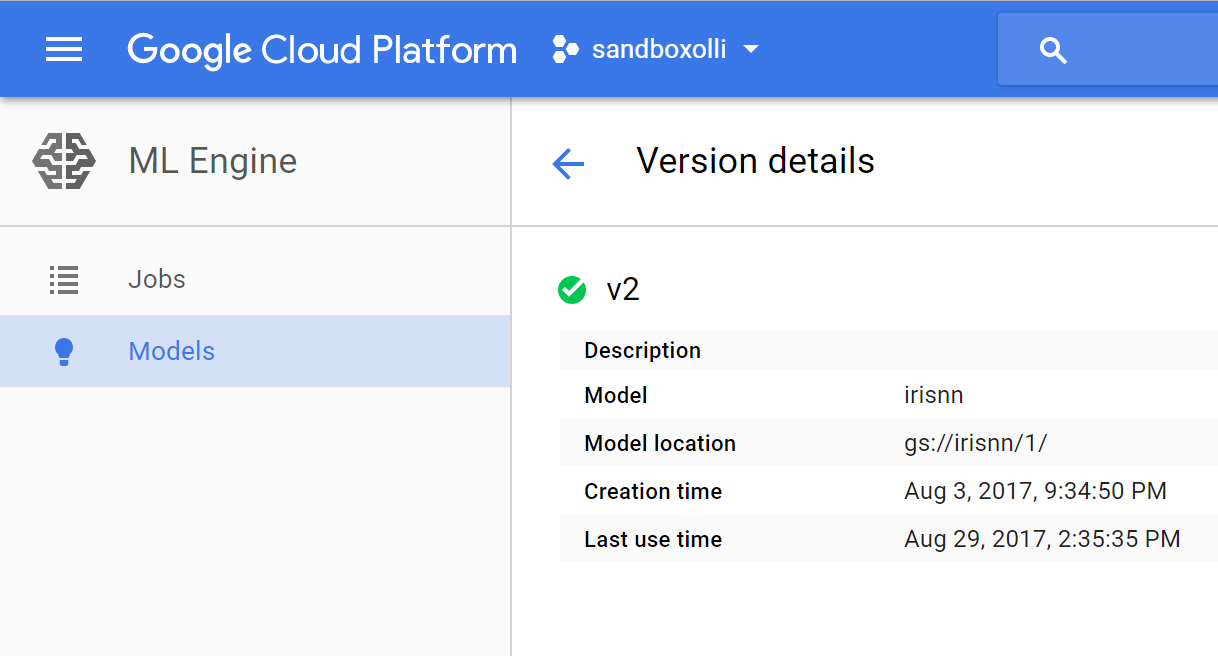 Google Cloud Platform sandboxolli
ML Engine
Version details
Jobs
Models
v2
Description
Model irisnn
Model location gs://irisnn/1/
Creation time Aug 3, 2017, 9:34:50 PM
Last use time Aug 29, 2017, 2:35:35 PM